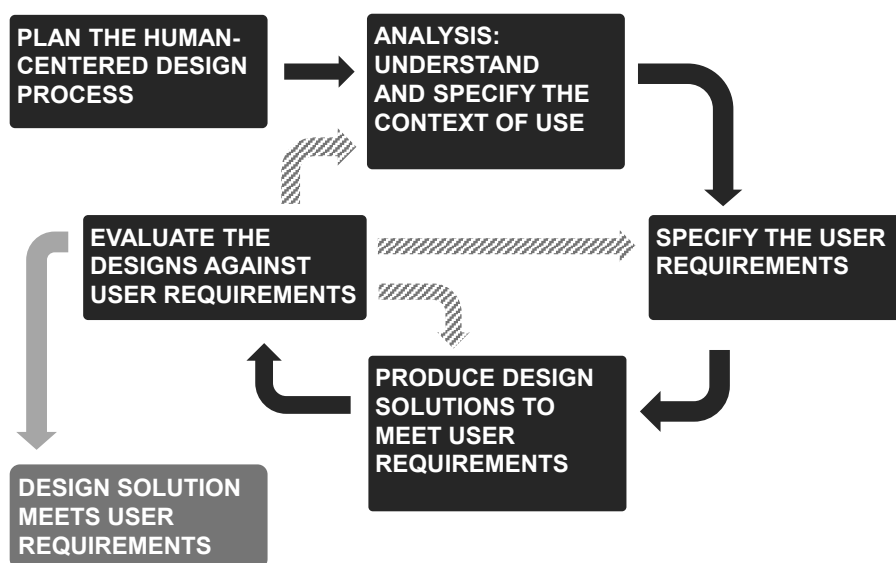 PLAN THE HUMAN-
CENTERED DESIGN
PROCESS
ANALYSIS:
UNDERSTAND
AND SPECIFY THE
CONTEXT OF USE
EVALUATE THE
DESIGNS AGAINST
USER REQUIREMENTS
SPECIFY THE USER
REQUIREMENTS
PRODUCE DESIGN
SOLUTIONS TO
MEET USER
REQUIREMENTS
DESIGN SOLUTION
MEETS USER
REQUIREMENTS